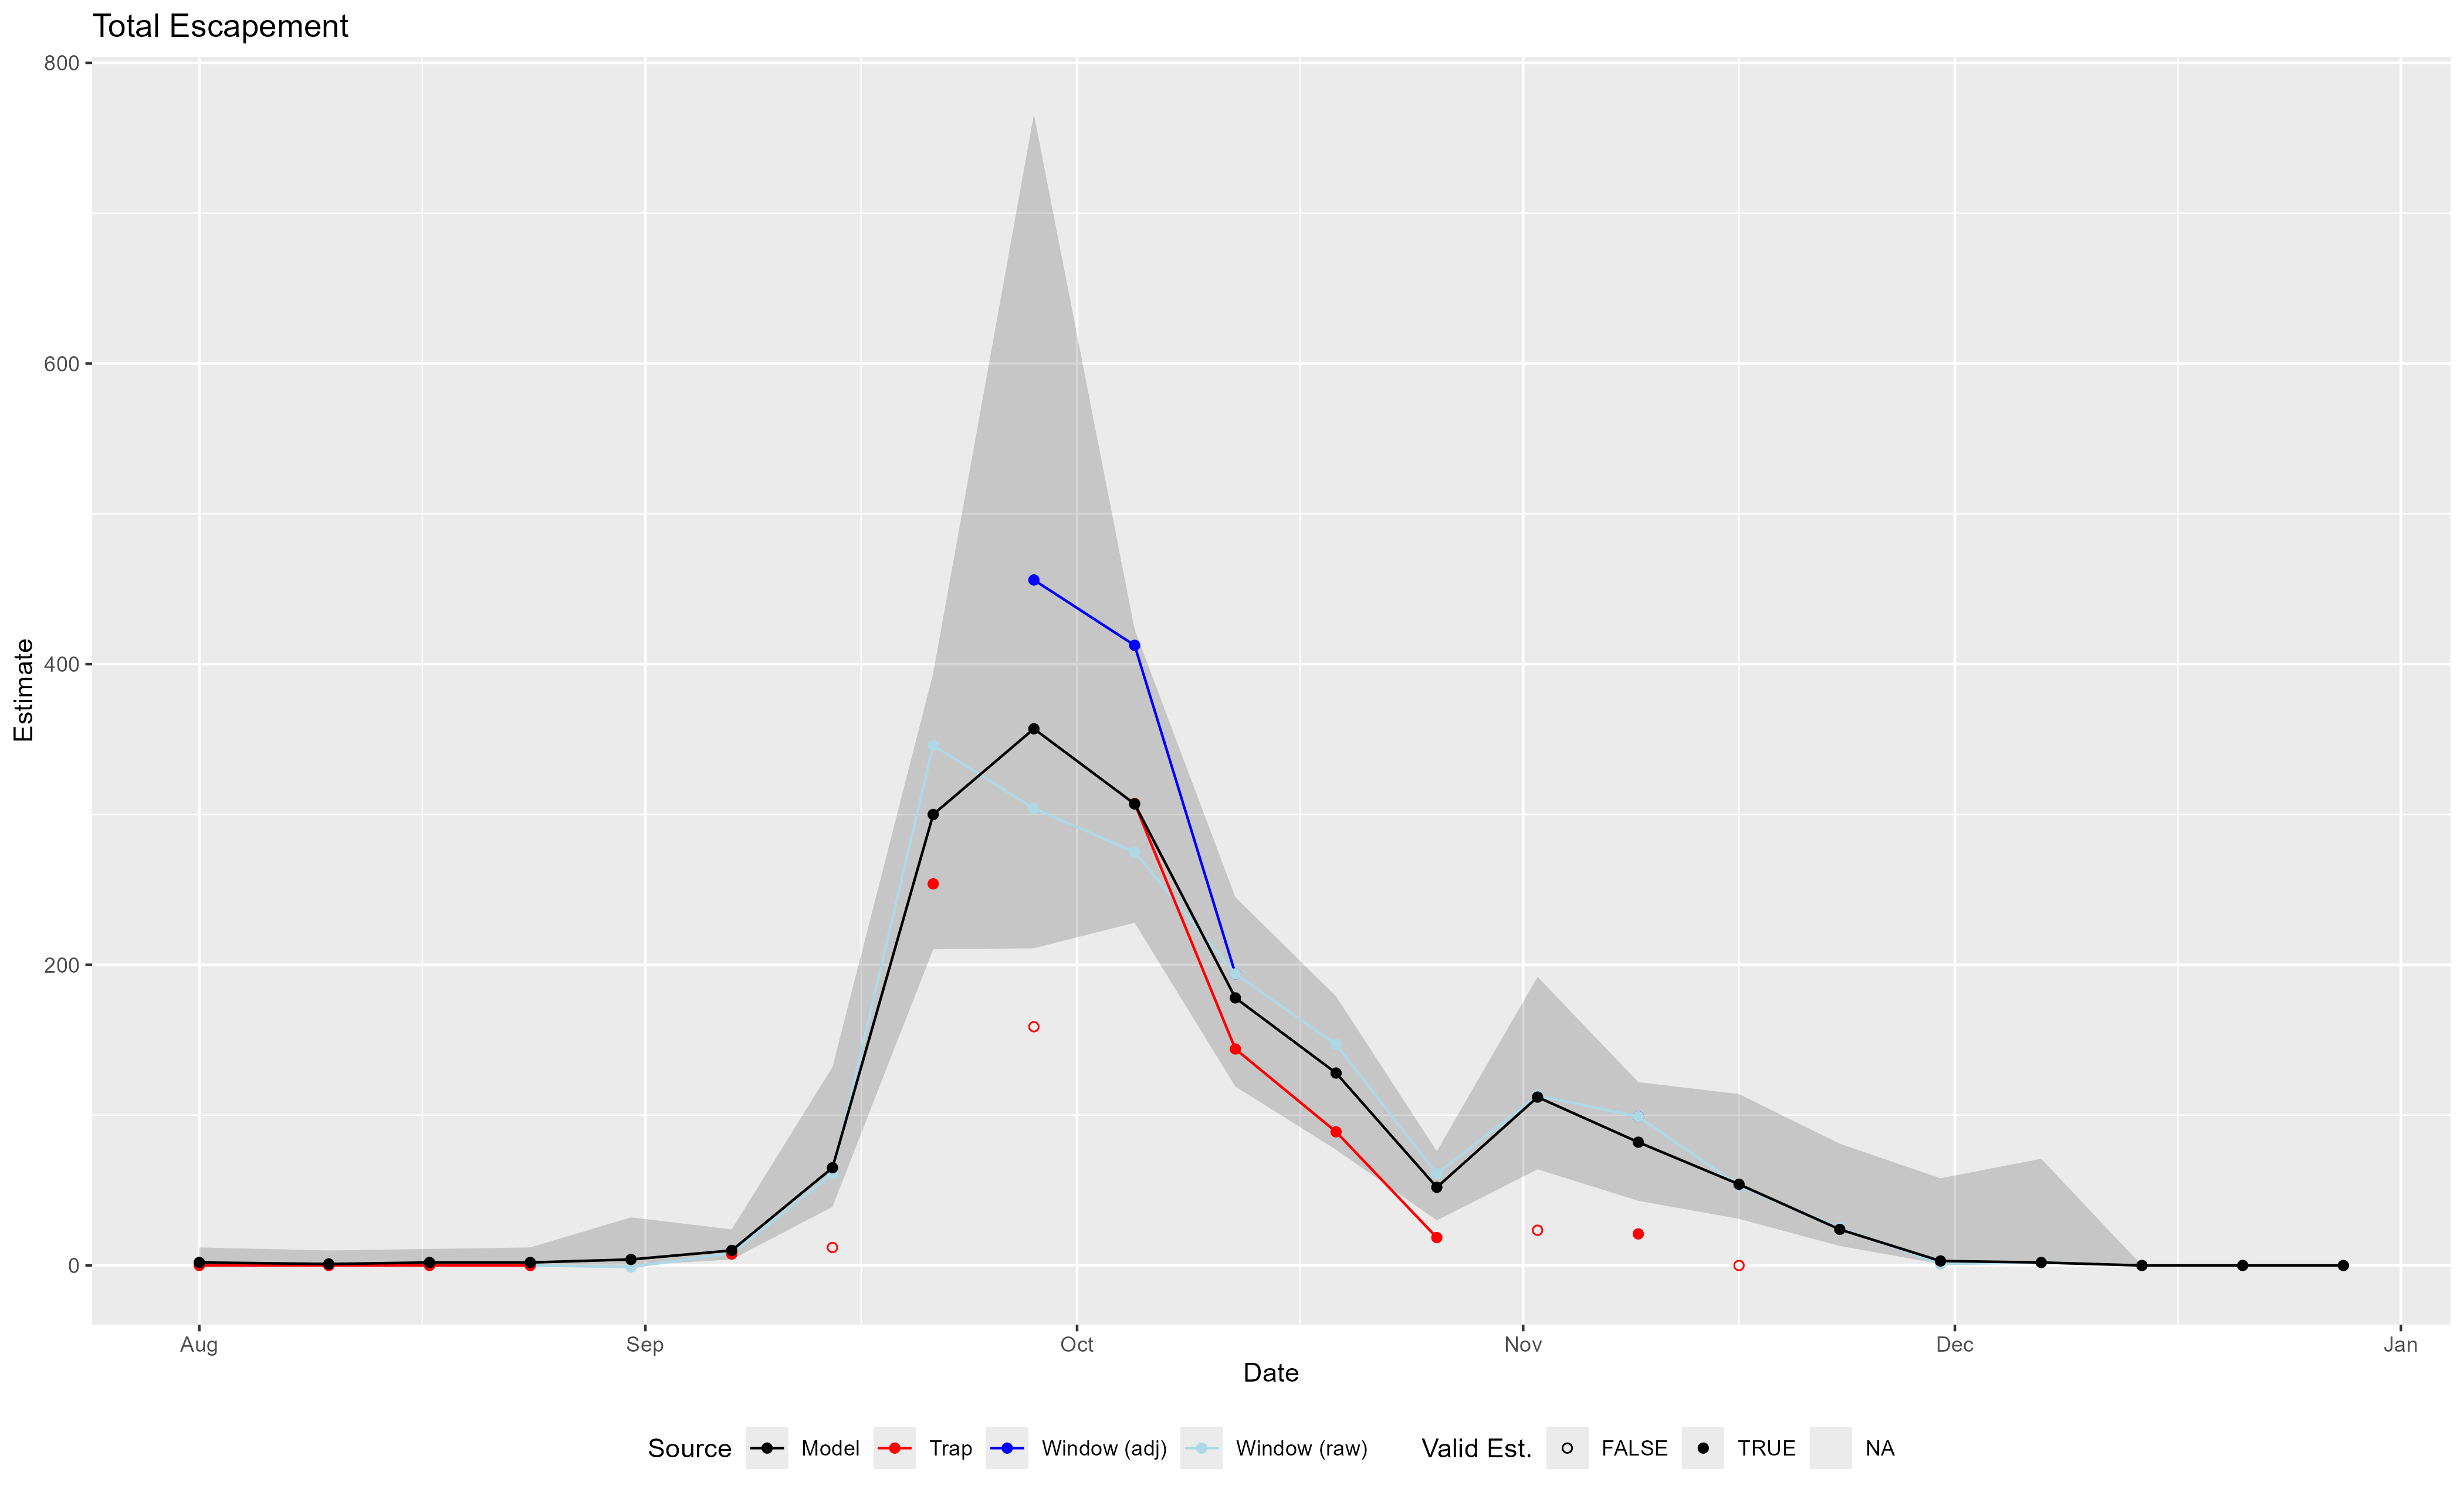 Total Escapement
800
600
400
200
0
Estimate
Aug Sep Oct Nov Dec Jan
Date
Source Model Trap Window (adj) Window (raw) Valid Est. FALSE TRUE NA